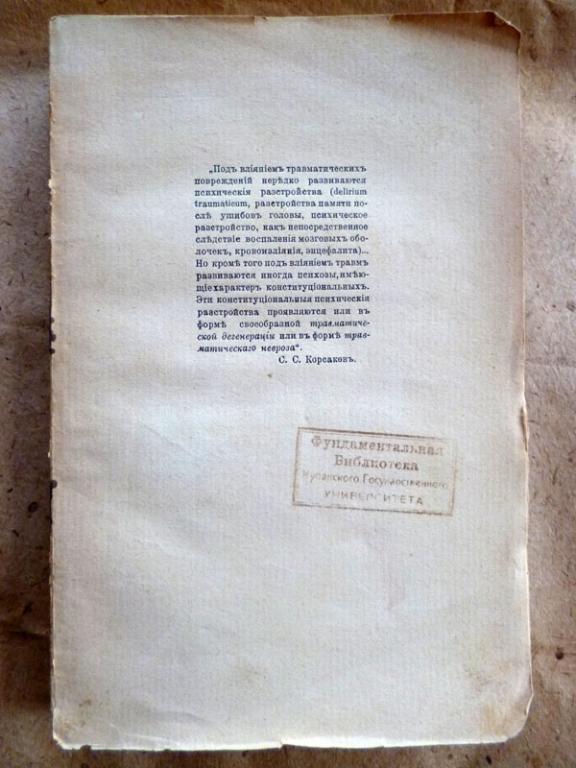 „Подъ вліяніемъ травматическихъ
поврежденій нерѣдко развиваются
психическія разстройства (delirium
traumaticum, разстройства памяти по-
слѣ ушибовъ головы, психическое
разстройство, какъ непосредственное
слѣдствіе воспаленія мозговыхъ обо-
лочекъ, кровоизліянія, энцефалита)...
Но кромѣ того подъ вліяніемъ травмъ
развиваются иногда психозы, имѣю-
щіе характеръ конституціональныхъ.
Эти конституціональныя психическія
разстройства проявляются или въ
формѣ своеобразной травматиче-
ской дегенераціи или въ формѣ трав-
матическаго невроза“.
С. С. Корсаковъ.
Фундаментальная
Библиотека
Кубанского Государственного
УНИВЕРСИТЕТА